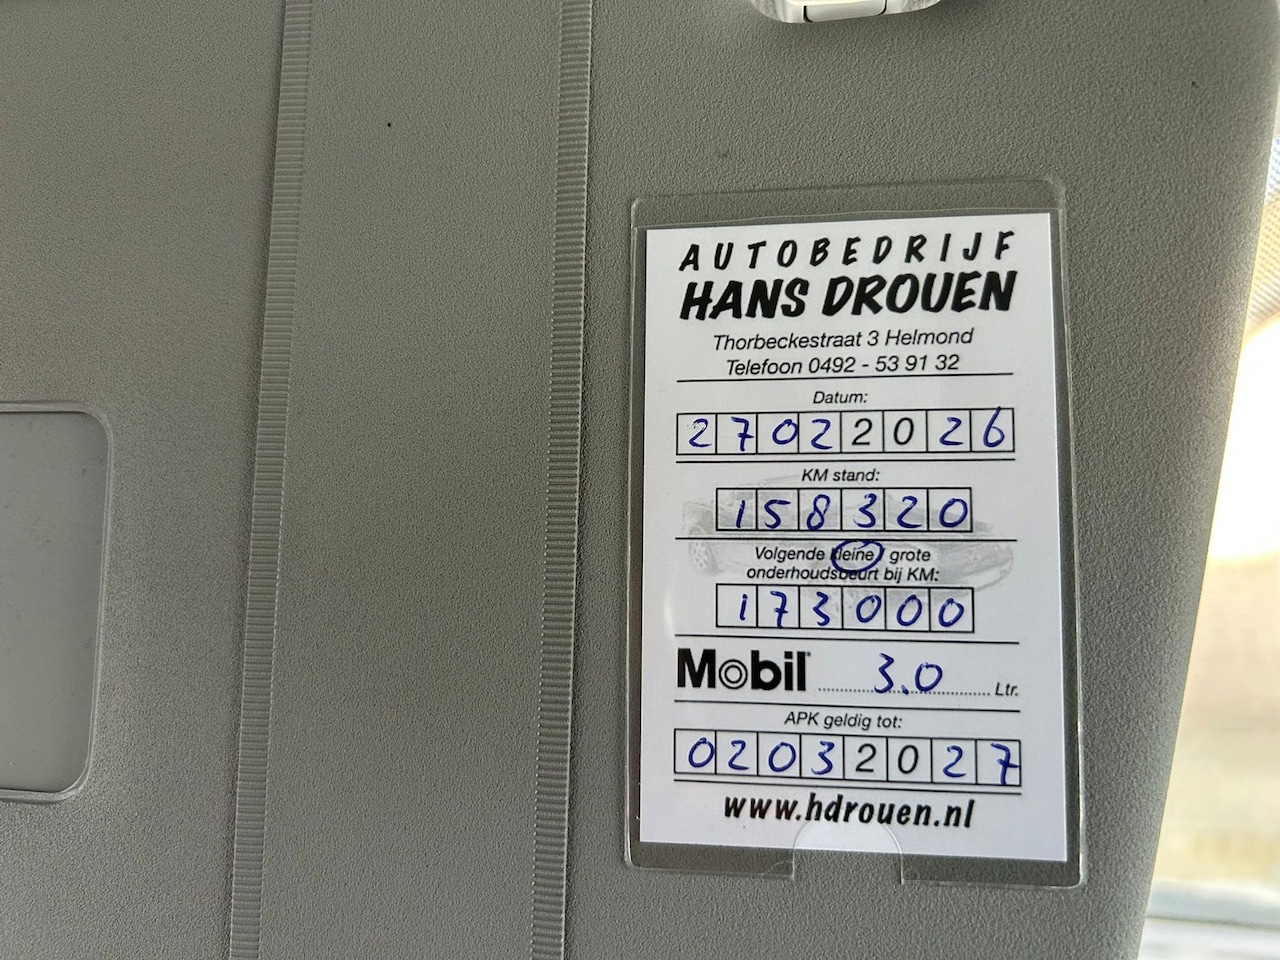 AUTOBEDRIJF
HANS DROUEN
Thorbeckestraat 3 Helmond
Telefoon 0492 - 53 91 32
Datum:
27022026
KM stand:
158320
Volgende kleine / grote
onderhoudsbeurt bij KM:
173000
Mobil 3.0 Ltr.
APK geldig tot:
02032027
www.hdrouen.nl